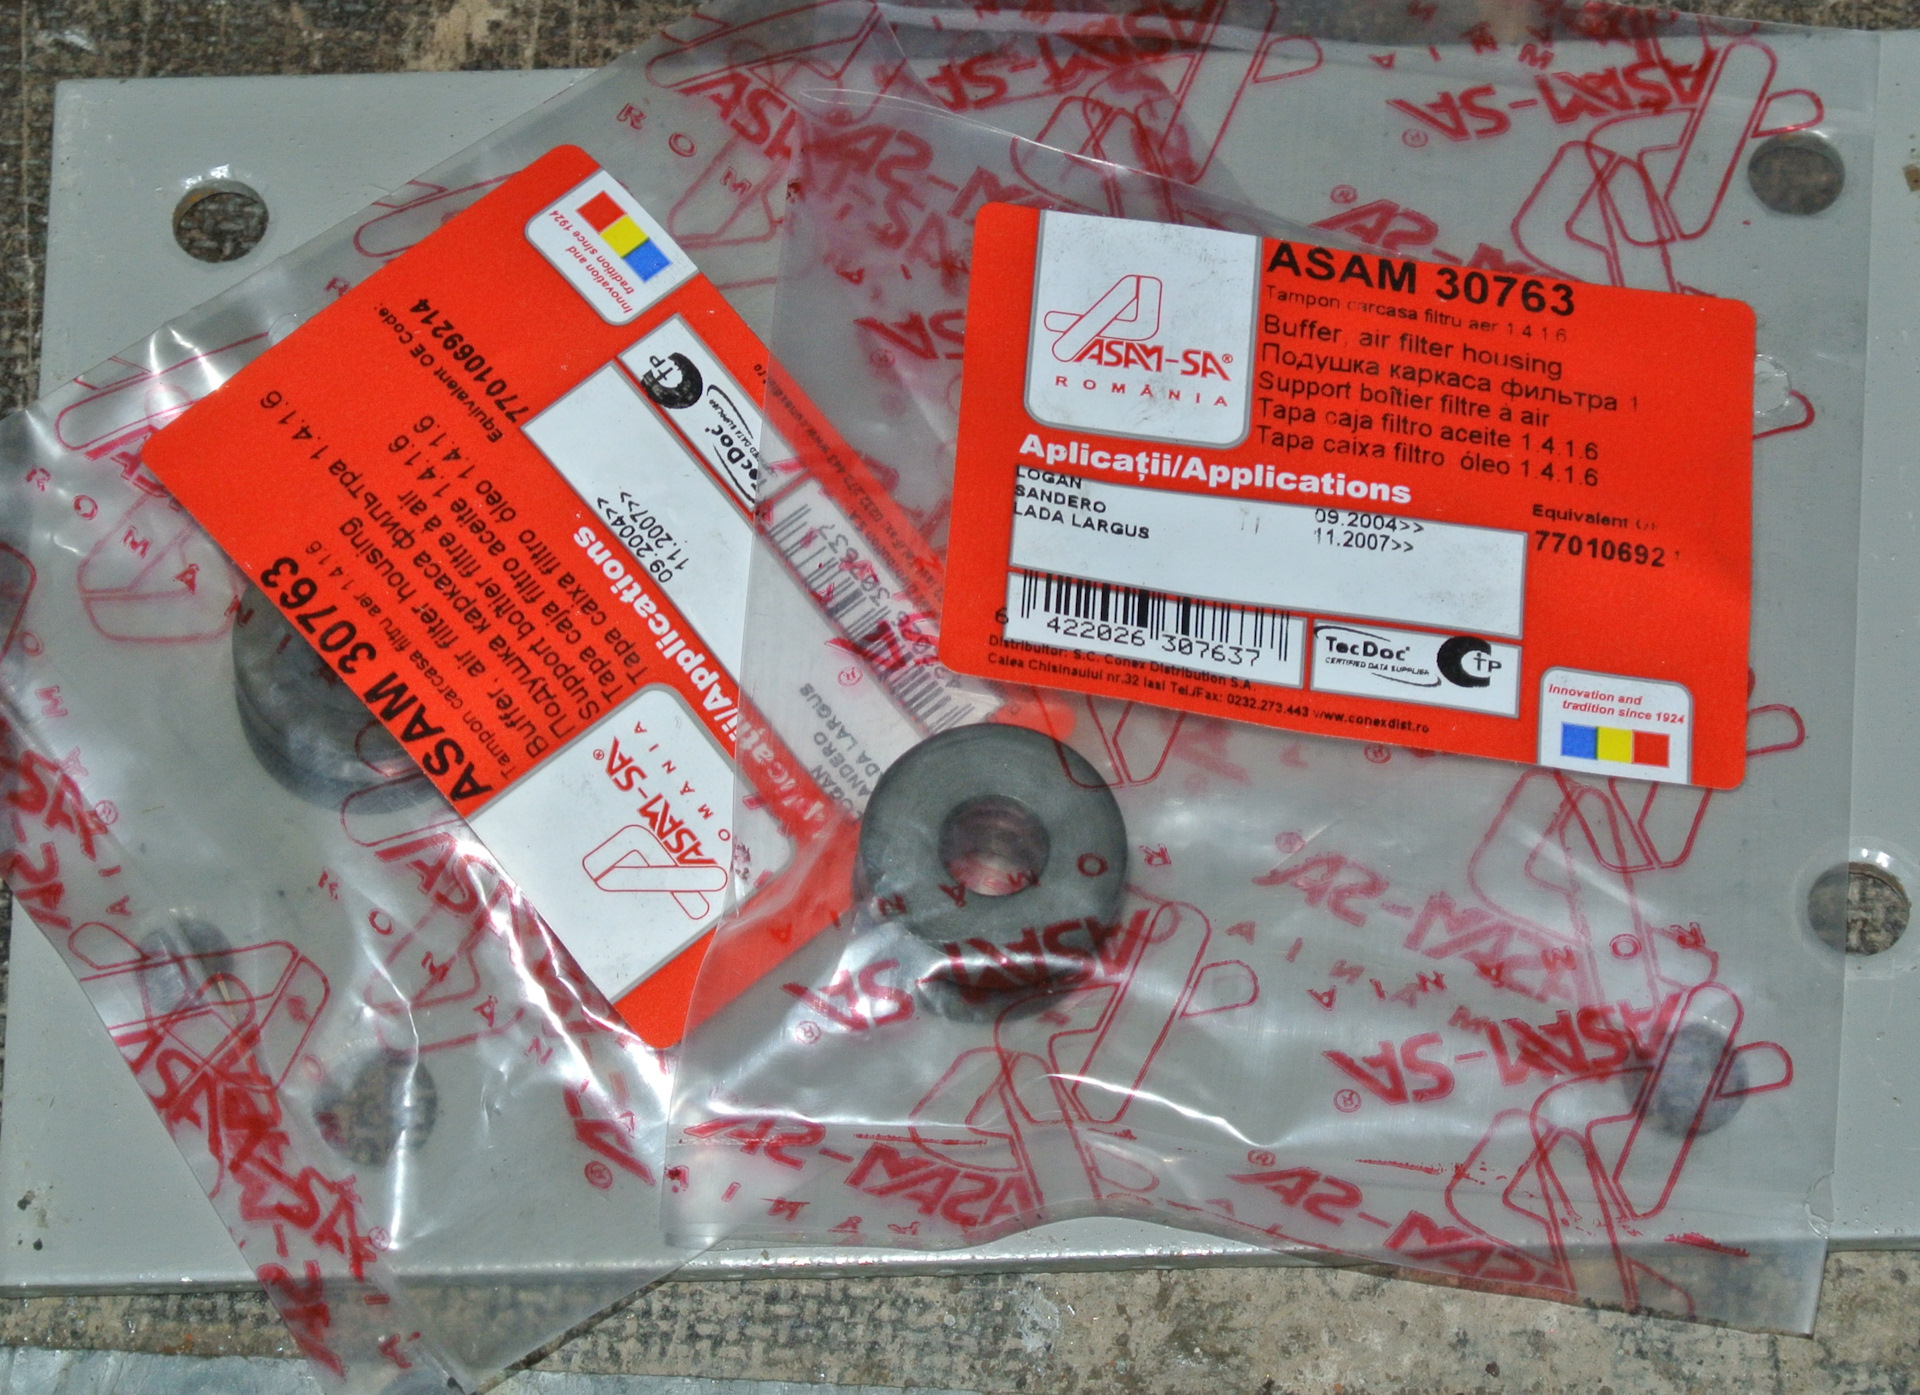 ASAM 30763
Tampon carcasa filtru aer 1.4 1.6
Buffer, air filter housing
Подушка каркаса фильтра 1
Support boîtier filtre à air
Tapa caja filtro aceite 1.4.1.6
Tapa caixa filtro óleo 1.4.1.6
ASAM-SA®
ROMÂNIA
Aplicații/Applications
LOGAN 09.2004>>
SANDERO 11.2007>>
LADA LARGUS
Equivalent
77010692
6 422026 307637
TecDoc
CERTIFIED DATA SUPPLIER
Distribuitor: S.C. Conex Distribution S.A.
Calea Chisinaului nr.32 Iasi Tel./Fax: 0232.273.443 www.conexdist.ro
Innovation and
tradition since 1924
ASAM 30763
Tampon carcasa filtru aer 1.4 1.6
Buffer, air filter housing
Подушка каркаса фильтра 1.4.1.6
Support boîtier filtre à air
Tapa caja filtro aceite 1.4.1.6
Tapa caixa filtro óleo 1.4.1.6
Equivalent OE Code:
7701069214
ASAM-SA®
ROMÂNIA
Applications
09.2004>>
11.2007>>
SANDERO
LADA LARGUS
TecDoc
Innovation and
tradition since 1924
ASAM-SA®
ROMÂNIA